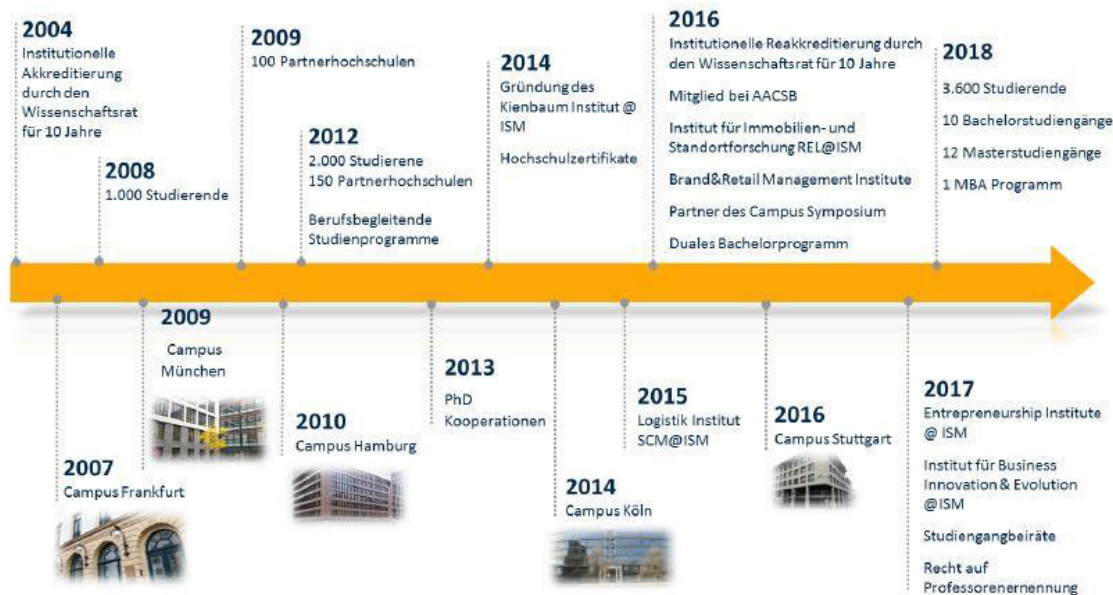 2004
Institutionelle
Akkreditierung
durch den
Wissenschaftsrat
für 10 Jahre
2008
1.000 Studierende
2009
100 Partnerhochschulen
2012
2.000 Studierene
150 Partnerhochschulen
Berufsbegleitende
Studienprogramme
2014
Gründung des
Kienbaum Institut @
ISM
Hochschulzertifikate
2016
Institutionelle Reakkreditierung durch
den Wissenschaftsrat für 10 Jahre
Mitglied bei AACSB
Institut für Immobilien- und
Standortforschung REL@ISM
Brand&Retail Management Institute
Partner des Campus Symposium
Duales Bachelorprogramm
2018
3.600 Studierende
10 Bachelorstudiengänge
12 Masterstudiengänge
1 MBA Programm
2007
Campus Frankfurt
2009
Campus
München
2010
Campus Hamburg
2013
PhD
Kooperationen
2014
Campus Köln
2015
Logistik Institut
SCM@ISM
2016
Campus Stuttgart
2017
Entrepreneurship Institute
@ ISM
Institut für Business
Innovation & Evolution
@ISM
Studiengangbeiräte
Recht auf
Professorenernennung